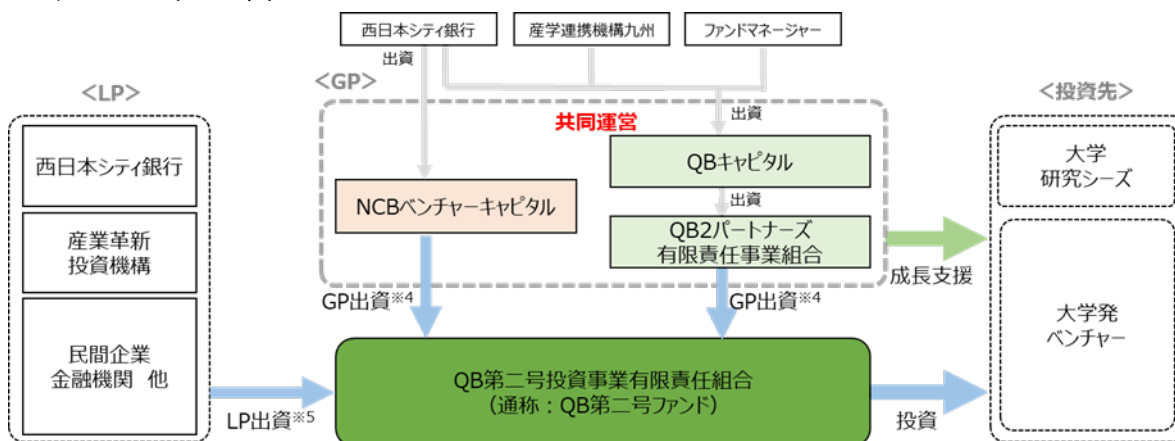 西日本シティ銀行
産学連携機構九州
ファンドマネージャー
出資
<GP>
<LP>
<投資先>
共同運営
出資
西日本シティ銀行
QBキャピタル
大学
研究シーズ
出資
NCBベンチャーキャピタル
QB2パートナーズ
有限責任事業組合
産業革新
投資機構
成長支援
GP出資※4
GP出資※4
大学発
ベンチャー
民間企業
金融機関 他
QB第二号投資事業有限責任組合
(通称:QB第二号ファンド)
LP出資※5
投資